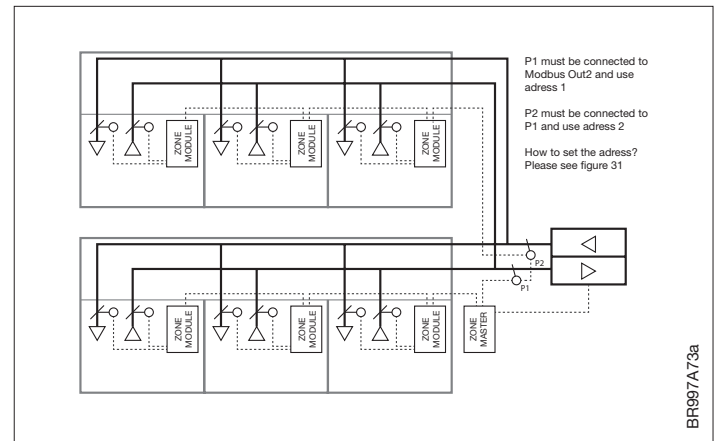 P1 must be connected to
Modbus Out2 and use
adress 1
P2 must be connected to
P1 and use adress 2
How to set the adress?
Please see figure 31
ZONE
MODULE
ZONE
MODULE
ZONE
MODULE
P2
P1
ZONE
MODULE
ZONE
MODULE
ZONE
MODULE
ZONE
MASTER
BR997A73a